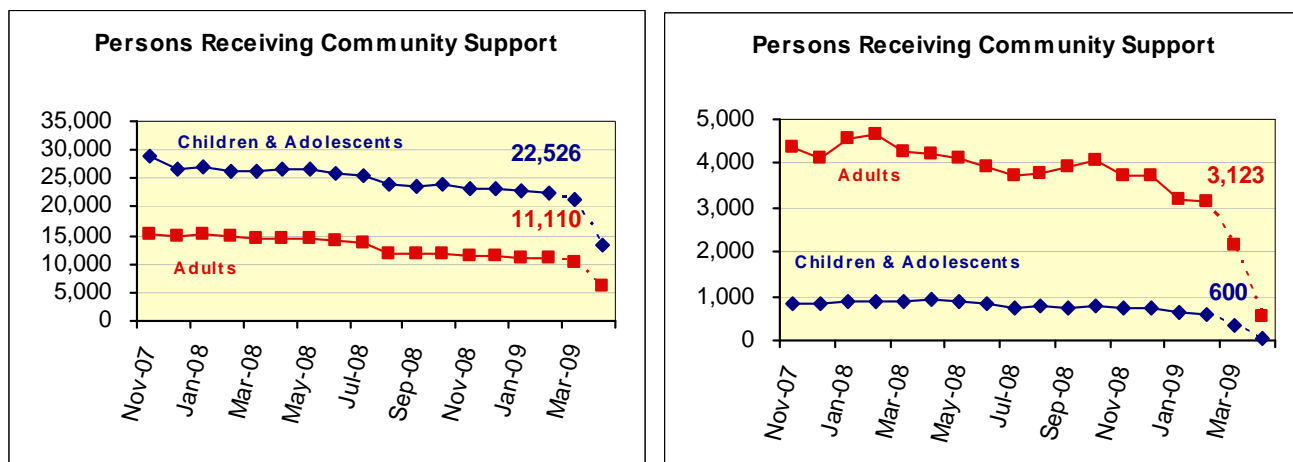 Persons Receiving Community Support
35,000
30,000
25,000
20,000
15,000
10,000
5,000
0
Children & Adolescents
22,526
11,110
Adults
Nov-07
Jan-08
Mar-08
May-08
Jul-08
Sep-08
Nov-08
Jan-09
Mar-09
Persons Receiving Community Support
5,000
4,000
3,000
2,000
1,000
0
Adults
3,123
Children & Adolescents
600
Nov-07
Jan-08
Mar-08
May-08
Jul-08
Sep-08
Nov-08
Jan-09
Mar-09